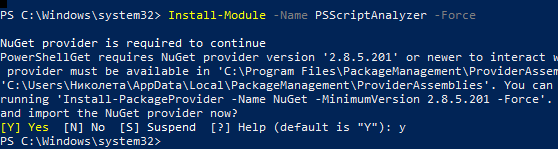 PS C:\Windows\system32> Install-Module -Name PSScriptAnalyzer -Force
NuGet provider is required to continue
PowerShellGet requires NuGet provider version '2.8.5.201' or newer to interact w
provider must be available in 'C:\Program Files\PackageManagement\ProviderAssem
'C:\Users\Николета\AppData\Local\PackageManagement\ProviderAssemblies'. You can
running 'Install-PackageProvider -Name NuGet -MinimumVersion 2.8.5.201 -Force'.
and import the NuGet provider now?
[Y] Yes  [N] No  [S] Suspend  [?] Help (default is "Y"): y
PS C:\Windows\system32>